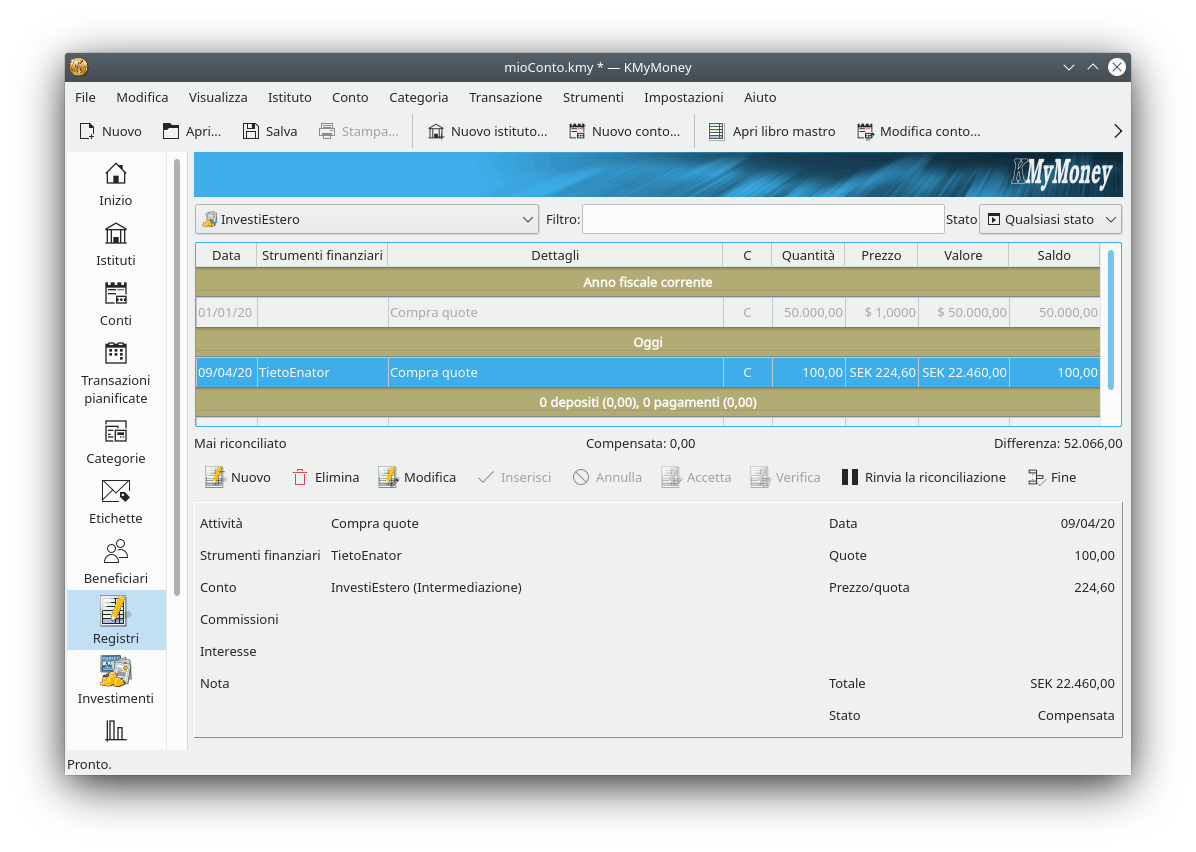 mioConto.kmy * — KMyMoney
File Modifica Visualizza Istituto Conto Categoria Transazione Strumenti Impostazioni Aiuto
Nuovo Apri... Salva Stampa... Nuovo istituto... Nuovo conto... Apri libro mastro Modifica conto...
KMyMoney
Inizio
Istituti
Conti
Transazioni
pianificate
Categorie
Etichette
Beneficiari
Registri
Investimenti
InvestiEstero Filtro: Stato Qualsiasi stato
Data Strumenti finanziari Dettagli C Quantità Prezzo Valore Saldo
Anno fiscale corrente
01/01/20 Compra quote C 50.000,00 $ 1,0000 $ 50.000,00 50.000,00
Oggi
09/04/20 TietoEnator Compra quote C 100,00 SEK 224,60 SEK 22.460,00 100,00
0 depositi (0,00), 0 pagamenti (0,00)
Mai riconciliato Compensata: 0,00 Differenza: 52.066,00
Nuovo Elimina Modifica Inserisci Annulla Accetta Verifica Rinvia la riconciliazione Fine
Attività Compra quote Data 09/04/20
Strumenti finanziari TietoEnator Quote 100,00
Conto InvestiEstero (Intermediazione) Prezzo/quota 224,60
Commissioni
Interesse
Nota Totale SEK 22.460,00
Stato Compensata
Pronto.